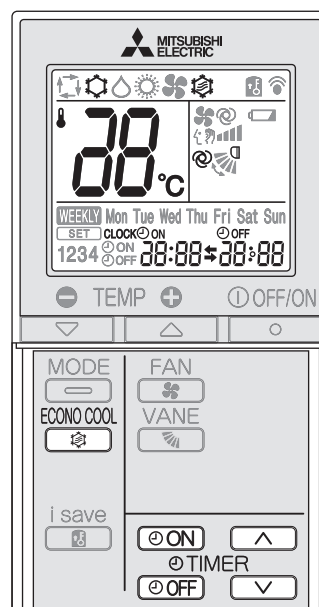 MITSUBISHI
ELECTRIC
88°C
WEEKLY Mon Tue Wed Thu Fri Sat Sun
SET CLOCK ON OFF
1234 ON OFF 88:88 88:88
TEMP OFF/ON
MODE FAN
ECONO COOL VANE
i save
ON
TIMER
OFF